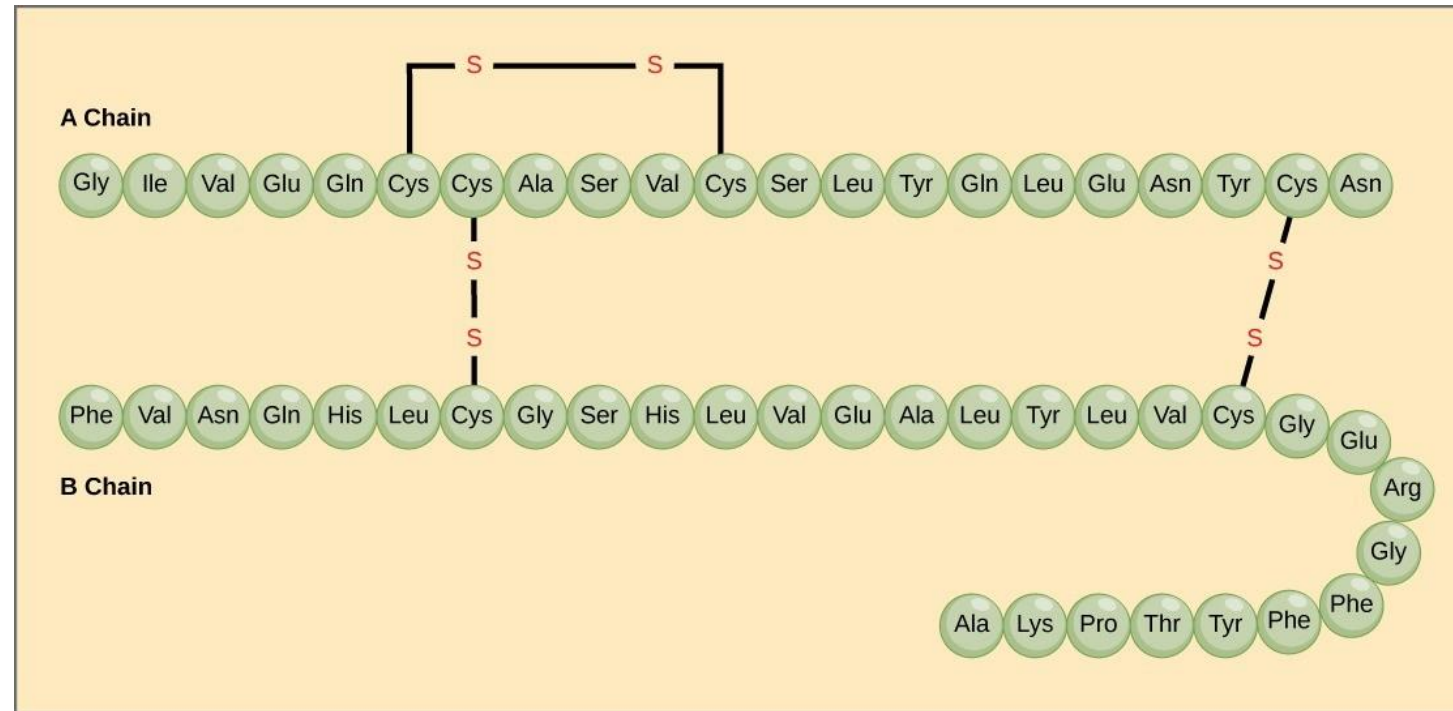 S S
A Chain
Gly Ile Val Glu Gln Cys Cys Ala Ser Val Cys Ser Leu Tyr Gln Leu Glu Asn Tyr Cys Asn
S S
S S
Phe Val Asn Gln His Leu Cys Gly Ser His Leu Val Glu Ala Leu Tyr Leu Val Cys Gly Glu
B Chain
Arg
Gly
Ala Lys Pro Thr Tyr Phe Phe